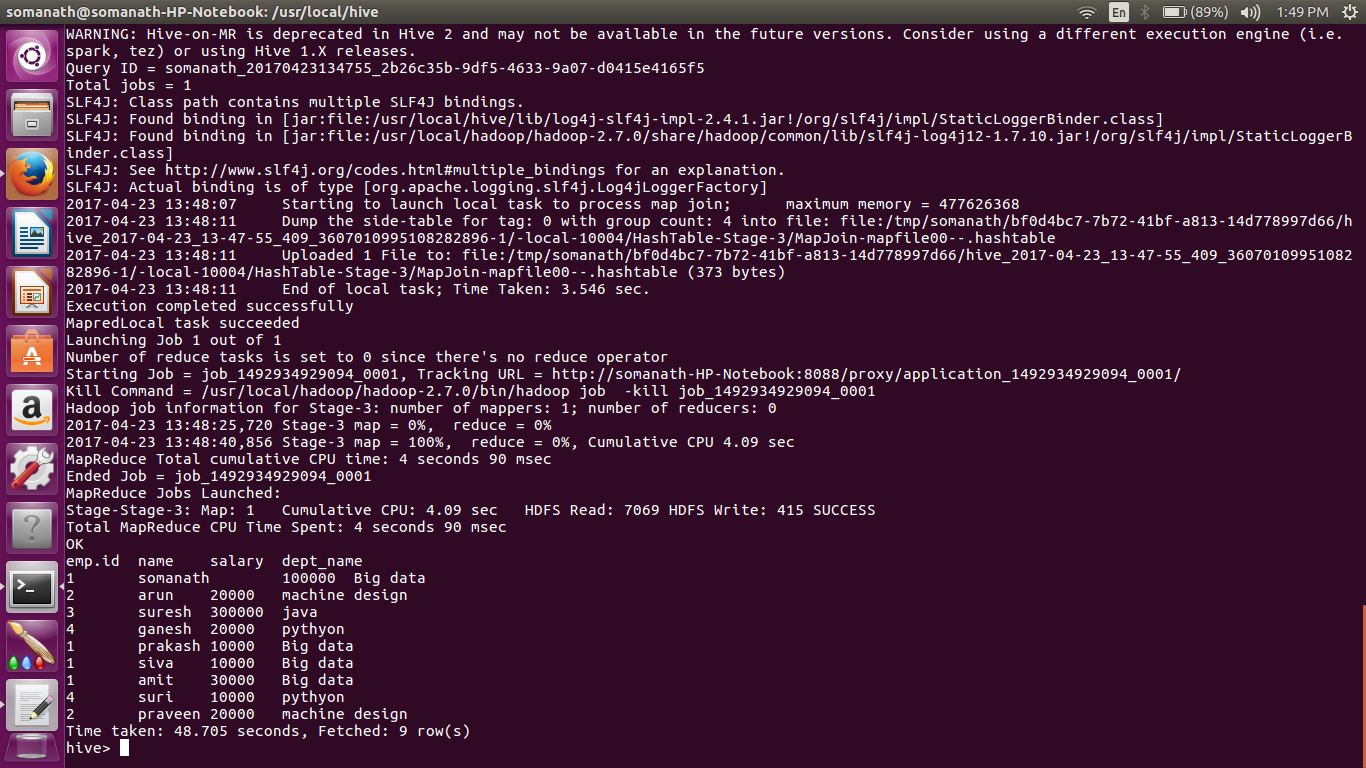 somanath@somanath-HP-Notebook: /usr/local/hive En (89%) 1:49 PM
WARNING: Hive-on-MR is deprecated in Hive 2 and may not be available in the future versions. Consider using a different execution engine (i.e.
spark, tez) or using Hive 1.X releases.
Query ID = somanath_20170423134755_2b26c35b-9df5-4633-9a07-d0415e4165f5
Total jobs = 1
SLF4J: Class path contains multiple SLF4J bindings.
SLF4J: Found binding in [jar:file:/usr/local/hive/lib/log4j-slf4j-impl-2.4.1.jar!/org/slf4j/impl/StaticLoggerBinder.class]
SLF4J: Found binding in [jar:file:/usr/local/hadoop/hadoop-2.7.0/share/hadoop/common/lib/slf4j-log4j12-1.7.10.jar!/org/slf4j/impl/StaticLoggerB
inder.class]
SLF4J: See http://www.slf4j.org/codes.html#multiple_bindings for an explanation.
SLF4J: Actual binding is of type [org.apache.logging.slf4j.Log4jLoggerFactory]
2017-04-23 13:48:07 Starting to launch local task to process map join; maximum memory = 477626368
2017-04-23 13:48:11 Dump the side-table for tag: 0 with group count: 4 into file: file:/tmp/somanath/bf0d4bc7-7b72-41bf-a813-14d778997d66/h
ive_2017-04-23_13-47-55_409_3607010995108282896-1/-local-10004/HashTable-Stage-3/MapJoin-mapfile00--.hashtable
2017-04-23 13:48:11 Uploaded 1 File to: file:/tmp/somanath/bf0d4bc7-7b72-41bf-a813-14d778997d66/hive_2017-04-23_13-47-55_409_36070109951082
82896-1/-local-10004/HashTable-Stage-3/MapJoin-mapfile00--.hashtable (373 bytes)
2017-04-23 13:48:11 End of local task; Time Taken: 3.546 sec.
Execution completed successfully
MapredLocal task succeeded
Launching Job 1 out of 1
Number of reduce tasks is set to 0 since there's no reduce operator
Starting Job = job_1492934929094_0001, Tracking URL = http://somanath-HP-Notebook:8088/proxy/application_1492934929094_0001/
Kill Command = /usr/local/hadoop/hadoop-2.7.0/bin/hadoop job -kill job_1492934929094_0001
Hadoop job information for Stage-3: number of mappers: 1; number of reducers: 0
2017-04-23 13:48:25,720 Stage-3 map = 0%, reduce = 0%
2017-04-23 13:48:40,856 Stage-3 map = 100%, reduce = 0%, Cumulative CPU 4.09 sec
MapReduce Total cumulative CPU time: 4 seconds 90 msec
Ended Job = job_1492934929094_0001
MapReduce Jobs Launched:
Stage-Stage-3: Map: 1 Cumulative CPU: 4.09 sec HDFS Read: 7069 HDFS Write: 415 SUCCESS
Total MapReduce CPU Time Spent: 4 seconds 90 msec
OK
emp.id name salary dept_name
1 somanath 100000 Big data
2 arun 20000 machine design
3 suresh 300000 java
4 ganesh 20000 pythyon
1 prakash 10000 Big data
1 siva 10000 Big data
1 amit 30000 Big data
4 suri 10000 pythyon
2 praveen 20000 machine design
Time taken: 48.705 seconds, Fetched: 9 row(s)
hive>